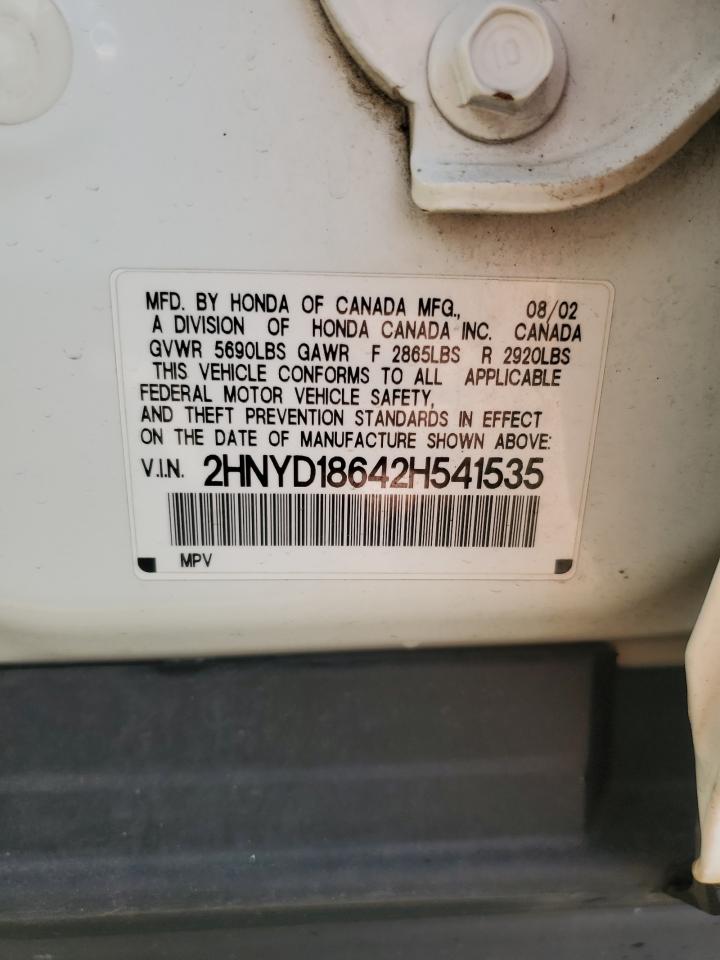 10
MFD. BY HONDA OF CANADA MFG., 08/02
A DIVISION OF HONDA CANADA INC. CANADA
GVWR 5690LBS GAWR F 2865LBS R 2920LBS
THIS VEHICLE CONFORMS TO ALL APPLICABLE
FEDERAL MOTOR VEHICLE SAFETY,
AND THEFT PREVENTION STANDARDS IN EFFECT
ON THE DATE OF MANUFACTURE SHOWN ABOVE:
V.I.N. 2HNYD18642H541535
MPV